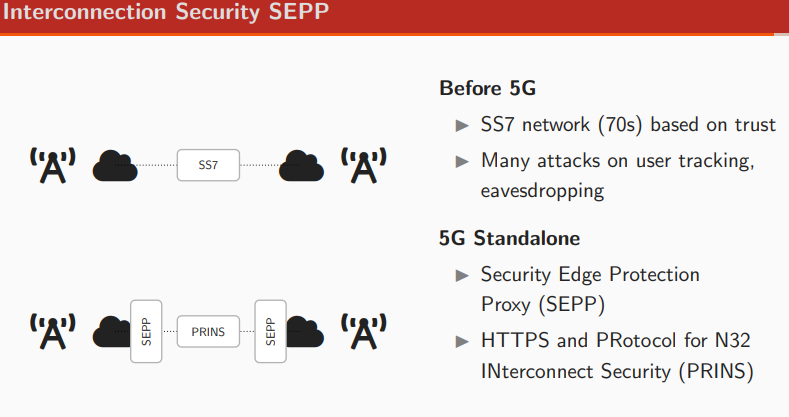 Interconnection Security SEPP
Before 5G
▶ SS7 network (70s) based on trust
▶ Many attacks on user tracking,
eavesdropping
5G Standalone
▶ Security Edge Protection
Proxy (SEPP)
▶ HTTPS and PRotocol for N32
INterconnect Security (PRINS)
SS7
SEPP
PRINS
SEPP